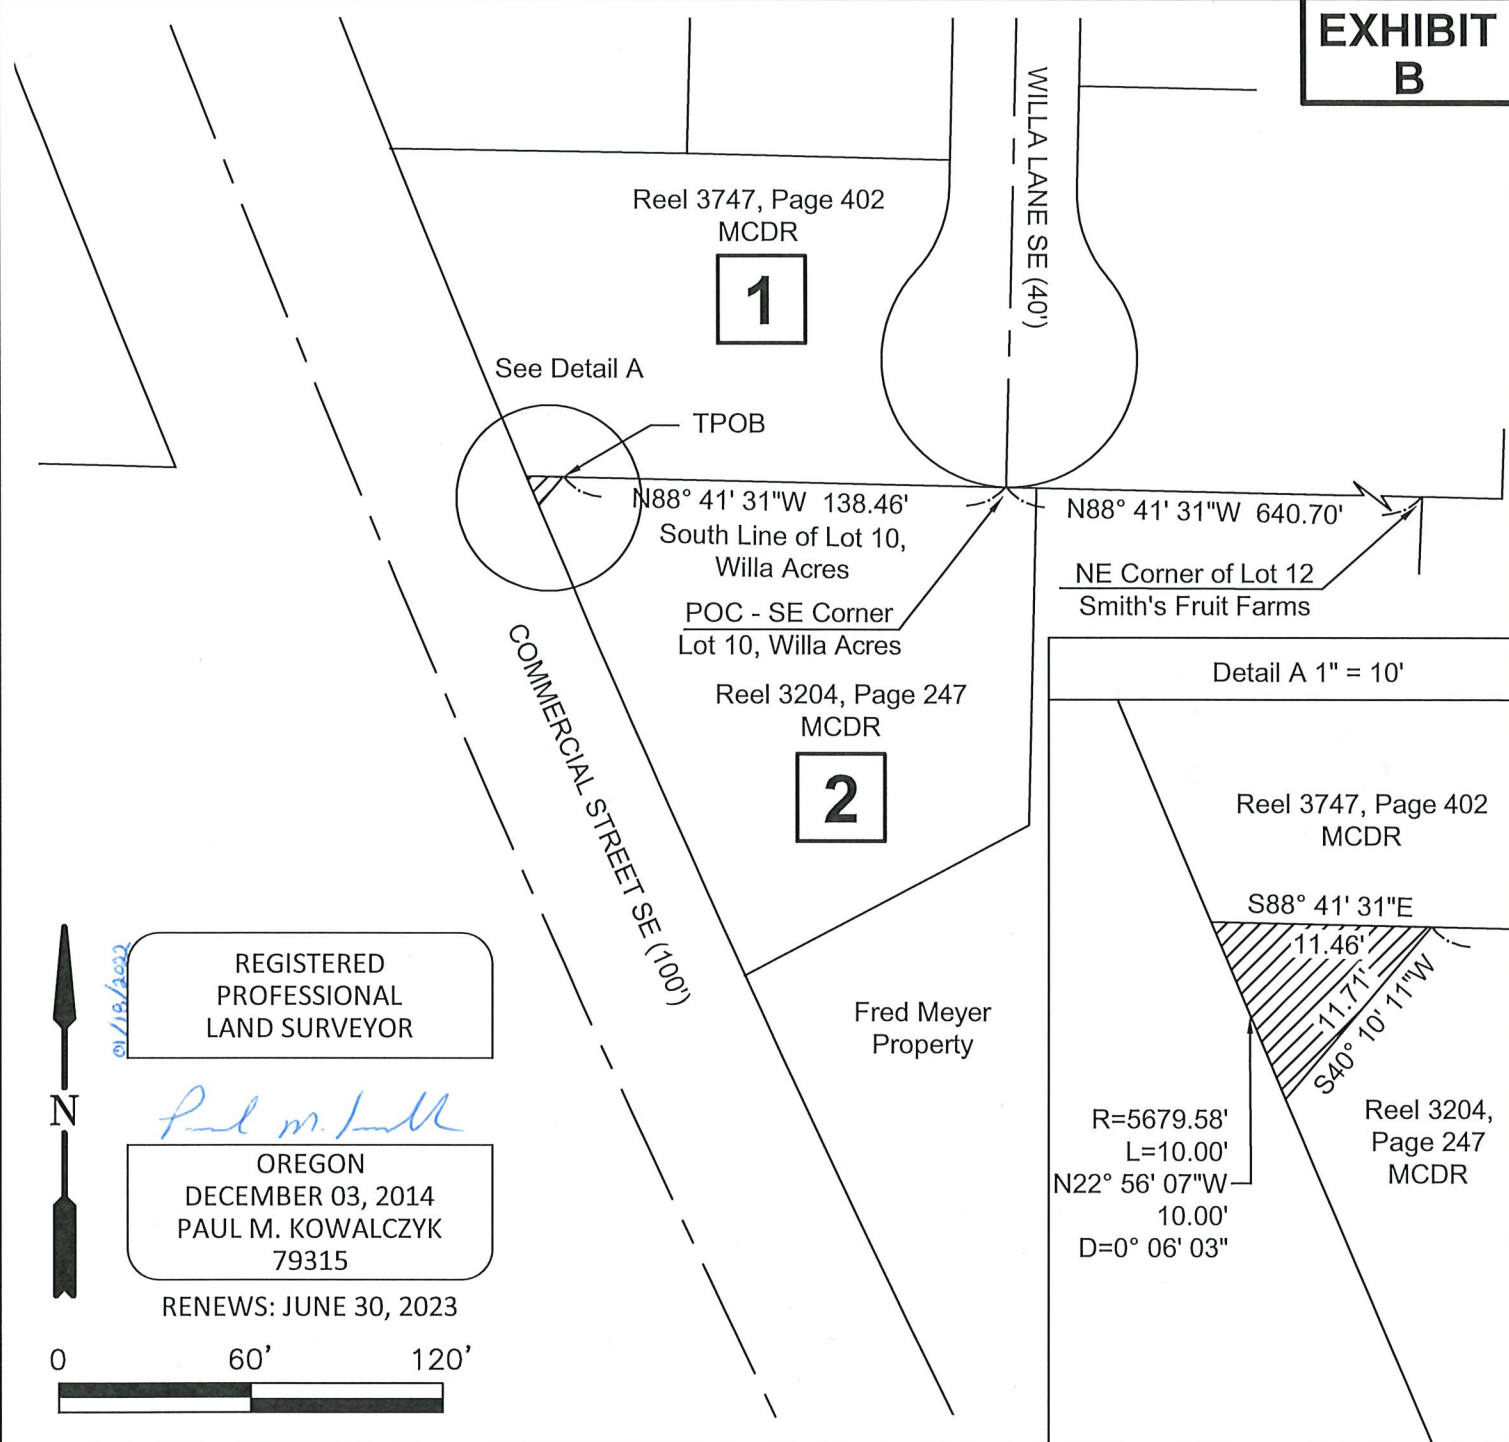 EXHIBIT
B
WILLA LANE SE (40')
Reel 3747, Page 402
MCDR
1
See Detail A
TPOB
N88° 41' 31"W 138.46'
South Line of Lot 10,
Willa Acres
N88° 41' 31"W 640.70'
NE Corner of Lot 12
Smith's Fruit Farms
POC - SE Corner
Lot 10, Willa Acres
Reel 3204, Page 247
MCDR
2
COMMERCIAL STREET SE (100')
Fred Meyer
Property
Detail A 1" = 10'
Reel 3747, Page 402
MCDR
S88° 41' 31"E
11.46'
11.71'
S40° 10' 11"W
R=5679.58'
L=10.00'
N22° 56' 07"W
10.00'
D=0° 06' 03"
Reel 3204,
Page 247
MCDR
N
01/19/2022
REGISTERED
PROFESSIONAL
LAND SURVEYOR
OREGON
DECEMBER 03, 2014
PAUL M. KOWALCZYK
79315
RENEWS: JUNE 30, 2023
0 60' 120'